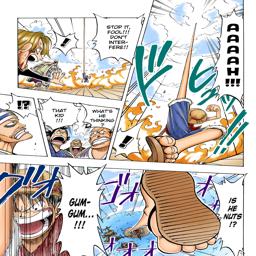 AAAAH!!!
STOP IT,
FOOL!!!
DON'T
INTER-
FERE!!
WHAT'S
HE
THINKING
THAT
KID
!!!
!?
IS
HE
NUTS
!?
GUM-
GUM...
!!!